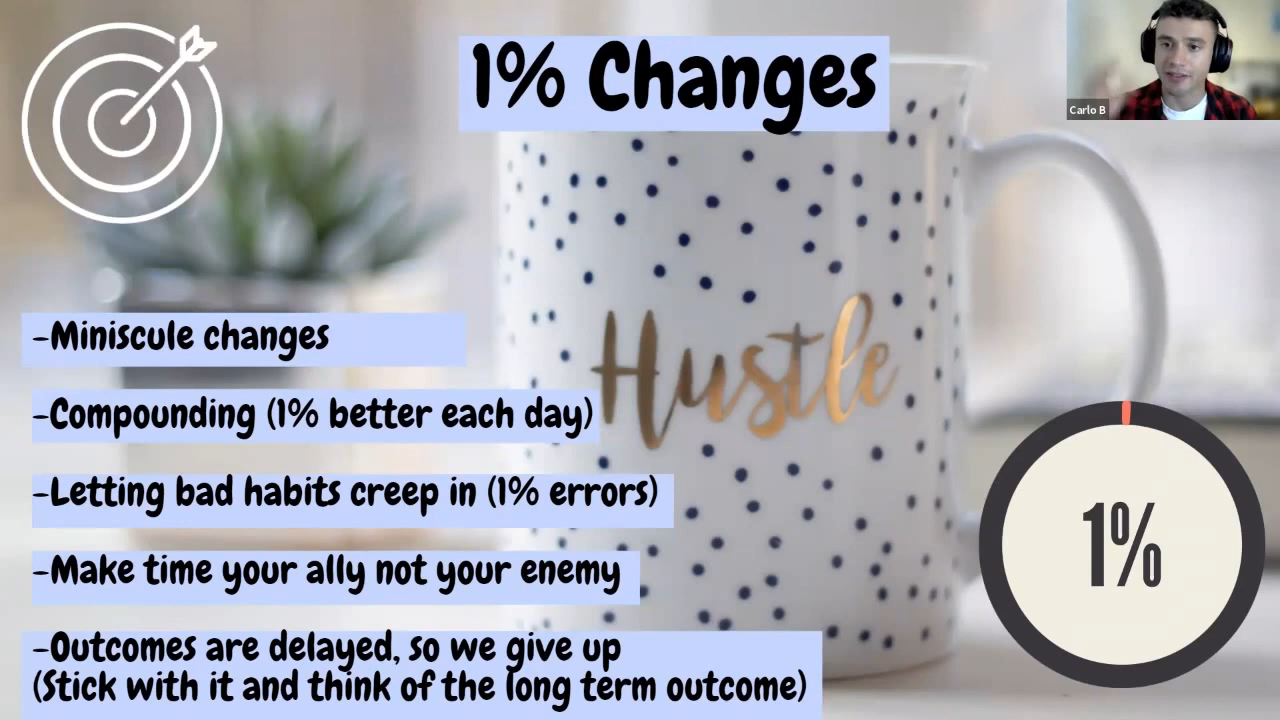 1% Changes
Carlo B
Hustle
-Miniscule changes
-Compounding (1% better each day)
-Letting bad habits creep in (1% errors)
-Make time your ally not your enemy
-Outcomes are delayed, so we give up
(Stick with it and think of the long term outcome)
1%